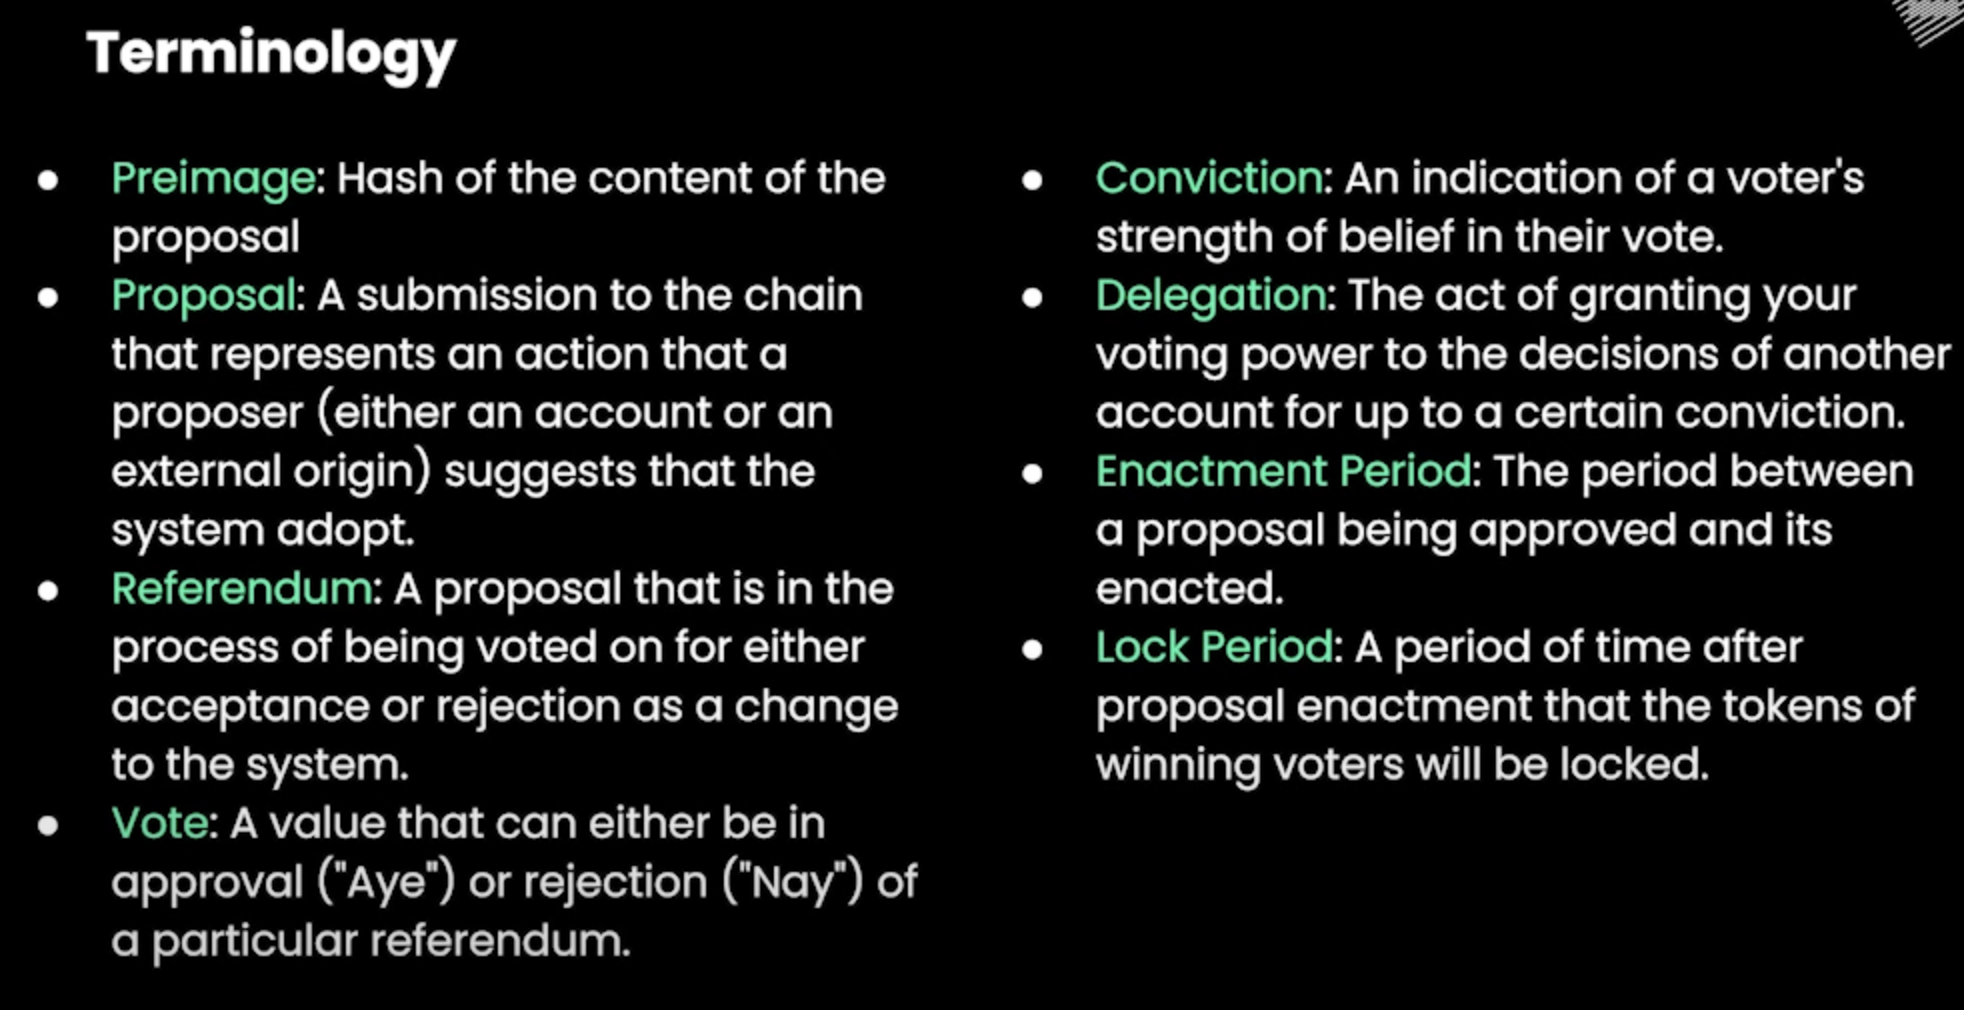 Terminology
● Preimage: Hash of the content of the
proposal
● Proposal: A submission to the chain
that represents an action that a
proposer (either an account or an
external origin) suggests that the
system adopt.
● Referendum: A proposal that is in the
process of being voted on for either
acceptance or rejection as a change
to the system.
● Vote: A value that can either be in
approval ("Aye") or rejection ("Nay") of
a particular referendum.
● Conviction: An indication of a voter's
strength of belief in their vote.
● Delegation: The act of granting your
voting power to the decisions of another
account for up to a certain conviction.
● Enactment Period: The period between
a proposal being approved and its
enacted.
● Lock Period: A period of time after
proposal enactment that the tokens of
winning voters will be locked.